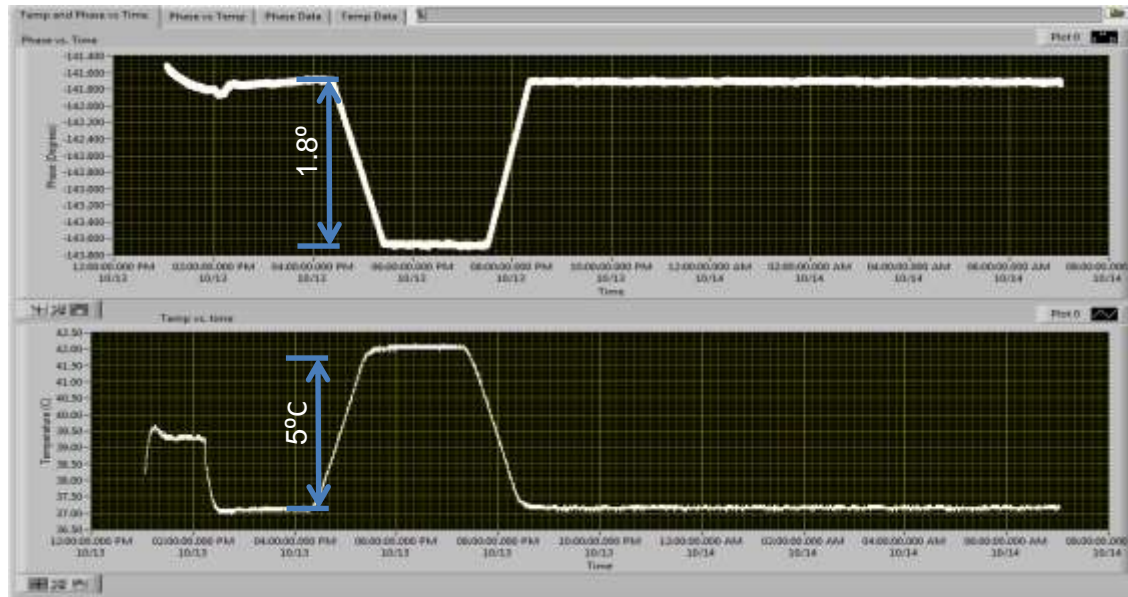 Temp and Phase vs Time Phase vs Temp Phase Data Temp Data
Phase vs. Time
Plot 0
-141.400
-141.600
-141.800
-142.000
-142.200
-142.400
-142.600
-142.800
-143.000
-143.200
-143.400
-143.600
-143.800
Phase (Degrees)
1.8º
12:00:00.000 PM 02:00:00.000 PM 04:00:00.000 PM 06:00:00.000 PM 08:00:00.000 PM 10:00:00.000 PM 12:00:00.000 AM 02:00:00.000 AM 04:00:00.000 AM 06:00:00.000 AM 08:00:00.000
10/13 10/13 10/13 10/13 10/13 10/13 10/14 10/14 10/14 10/14 10/14
Time
Temp vs. time
Plot 0
42.50
42.00
41.50
41.00
40.50
40.00
39.50
39.00
38.50
38.00
37.50
37.00
36.50
Temperature (C)
5ºC
12:00:00.000 PM 02:00:00.000 PM 04:00:00.000 PM 06:00:00.000 PM 08:00:00.000 PM 10:00:00.000 PM 12:00:00.000 AM 02:00:00.000 AM 04:00:00.000 AM 06:00:00.000 AM 08:00:00.000
10/13 10/13 10/13 10/13 10/13 10/13 10/14 10/14 10/14 10/14 10/14
Time